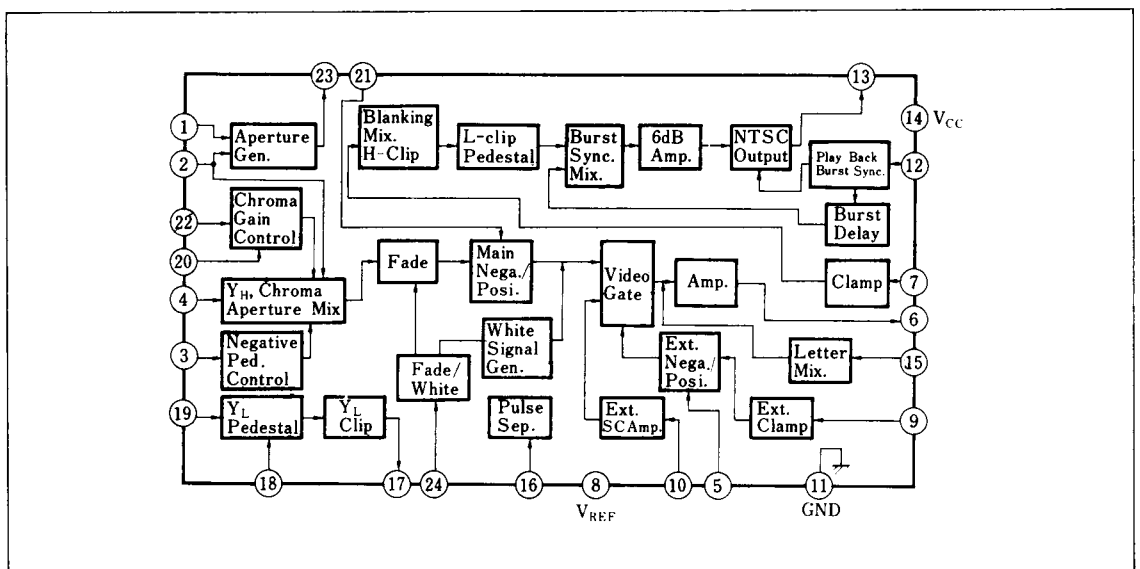 23
21
13
1
Aperture
Gen.
Blanking
Mix.
H-Clip
L-clip
Pedestal
Burst
Sync.
Mix.
6dB
Amp.
NTSC
Output
Play Back
Burst Sync.
14 VCC
12
2
Chroma
Gain
Control
22
20
Burst
Delay
Fade
Main
Nega./
Posi.
Video
Gate
Amp.
Clamp
7
4
YH, Chroma
Aperture Mix
6
3
Negative
Ped.
Control
Fade/
White
White
Signal
Gen.
Ext.
Nega./
Posi.
Letter
Mix.
15
19
YL
Pedestal
YL
Clip
Pulse
Sep.
Ext.
SC Amp.
Ext.
Clamp
9
18
17
24
16
8
10
5
11
VREF
GND